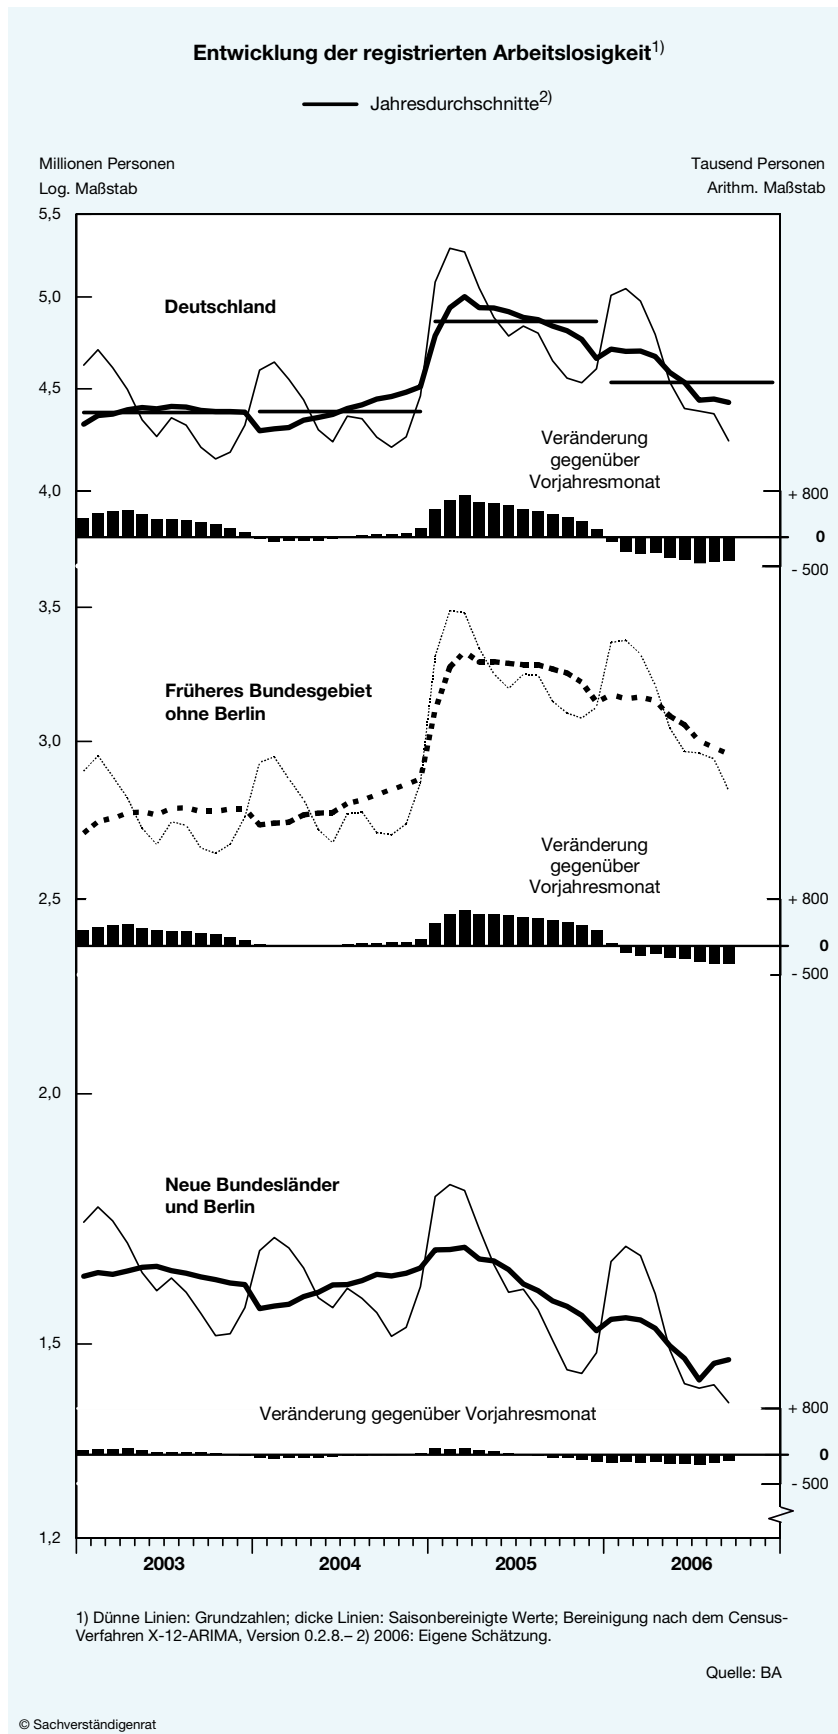 Entwicklung der registrierten Arbeitslosigkeit1)
Jahresdurchschnitte2)
Millionen Personen
Log. Maßstab
Tausend Personen
Arithm. Maßstab
5,5
5,0
Deutschland
4,5
Veränderung
gegenüber
Vorjahresmonat
4,0
+ 800
0
- 500
3,5
Früheres Bundesgebiet
ohne Berlin
3,0
Veränderung
gegenüber
Vorjahresmonat
2,5
+ 800
0
- 500
2,0
Neue Bundesländer
und Berlin
1,5
Veränderung gegenüber Vorjahresmonat
+ 800
0
- 500
1,2
2003 2004 2005 2006
1) Dünne Linien: Grundzahlen; dicke Linien: Saisonbereinigte Werte; Bereinigung nach dem Census-
Verfahren X-12-ARIMA, Version 0.2.8.– 2) 2006: Eigene Schätzung.
Quelle: BA
© Sachverständigenrat